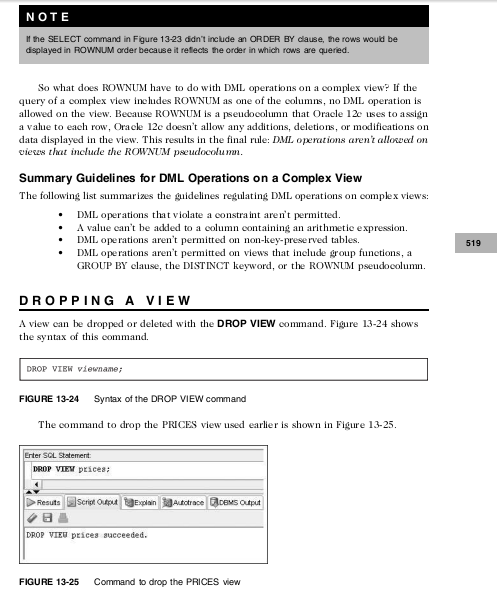 NOTE
If the SELECT command in Figure 13-23 didn't include an ORDER BY clause, the rows would be
displayed in ROWNUM order because it reflects the order in which rows are queried.
So what does ROWNUM have to do with DML operations on a complex view? If the
query of a complex view includes ROWNUM as one of the columns, no DML operation is
allowed on the view. Because ROWNUM is a pseudocolumn that Oracle 12c uses to assign
a value to each row, Oracle 12c doesn't allow any additions, deletions, or modifications on
data displayed in the view. This results in the final rule: DML operations aren't allowed on
views that include the ROWNUM pseudocolumn.
Summary Guidelines for DML Operations on a Complex View
The following list summarizes the guidelines regulating DML operations on complex views:
• DML operations that violate a constraint aren't permitted.
• A value can't be added to a column containing an arithmetic expression.
• DML operations aren't permitted on non-key-preserved tables.
• DML operations aren't permitted on views that include group functions, a
GROUP BY clause, the DISTINCT keyword, or the ROWNUM pseudocolumn.
519
DROPPING A VIEW
A view can be dropped or deleted with the DROP VIEW command. Figure 13-24 shows
the syntax of this command.
DROP VIEW viewname;
FIGURE 13-24 Syntax of the DROP VIEW command
The command to drop the PRICES view used earlier is shown in Figure 13-25.
Enter SQL Statement:
DROP VIEW prices;
Results Script Output Explain Autotrace DBMS Output
DROP VIEW prices succeeded.
FIGURE 13-25 Command to drop the PRICES view